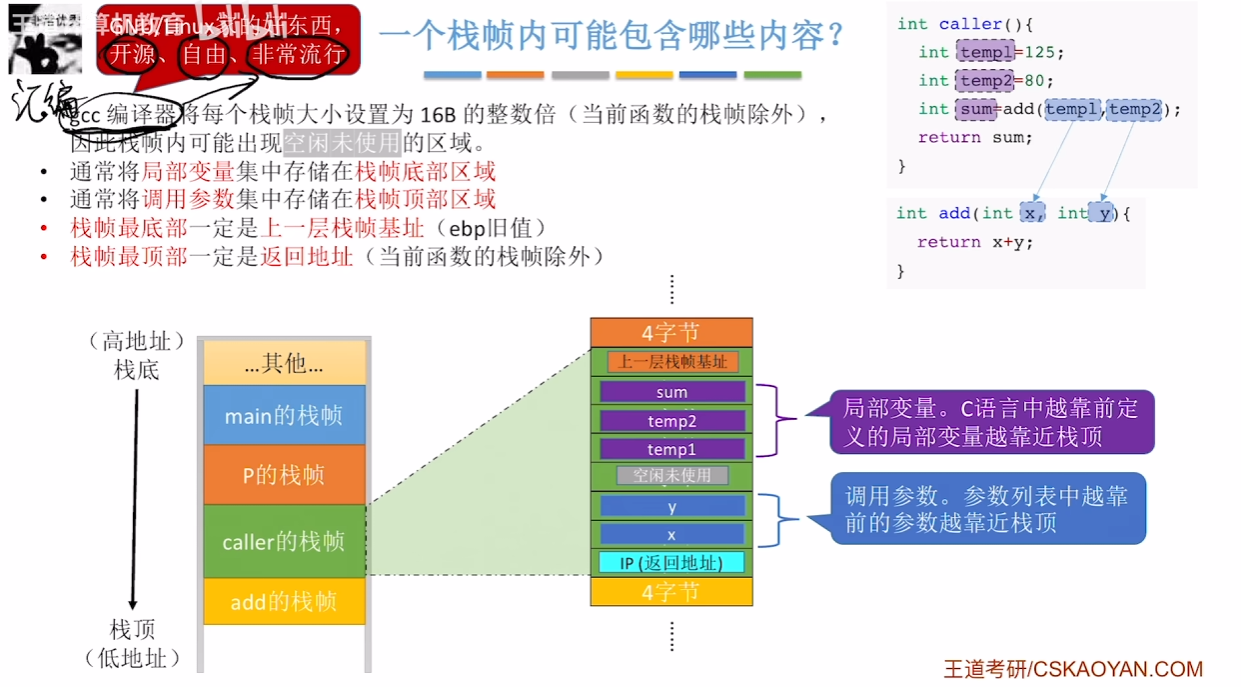 王道计算机教育
GNU/Linux家的 东西，
开源、自由、非常流行
一个栈帧内可能包含哪些内容？
汇编
gcc 编译器将每个栈帧大小设置为 16B 的整数倍（当前函数的栈帧除外），
因此栈帧内可能出现空闲未使用的区域。
• 通常将局部变量集中存储在栈帧底部区域
• 通常将调用参数集中存储在栈帧顶部区域
• 栈帧最底部一定是上一层栈帧基址（ebp旧值）
• 栈帧最顶部一定是返回地址（当前函数的栈帧除外）
int caller(){
int temp1=125;
int temp2=80;
int sum=add(temp1,temp2);
return sum;
}
int add(int x, int y){
return x+y;
}
（高地址）
栈底
栈顶
（低地址）
...其他...
main的栈帧
P的栈帧
caller的栈帧
add的栈帧
4字节
上一层栈帧基址
sum
temp2
temp1
空闲未使用
y
x
IP (返回地址)
4字节
局部变量。C语言中越靠前定
义的局部变量越靠近栈顶
调用参数。参数列表中越靠
前的参数越靠近栈顶
王道考研/CSKAOYAN.COM